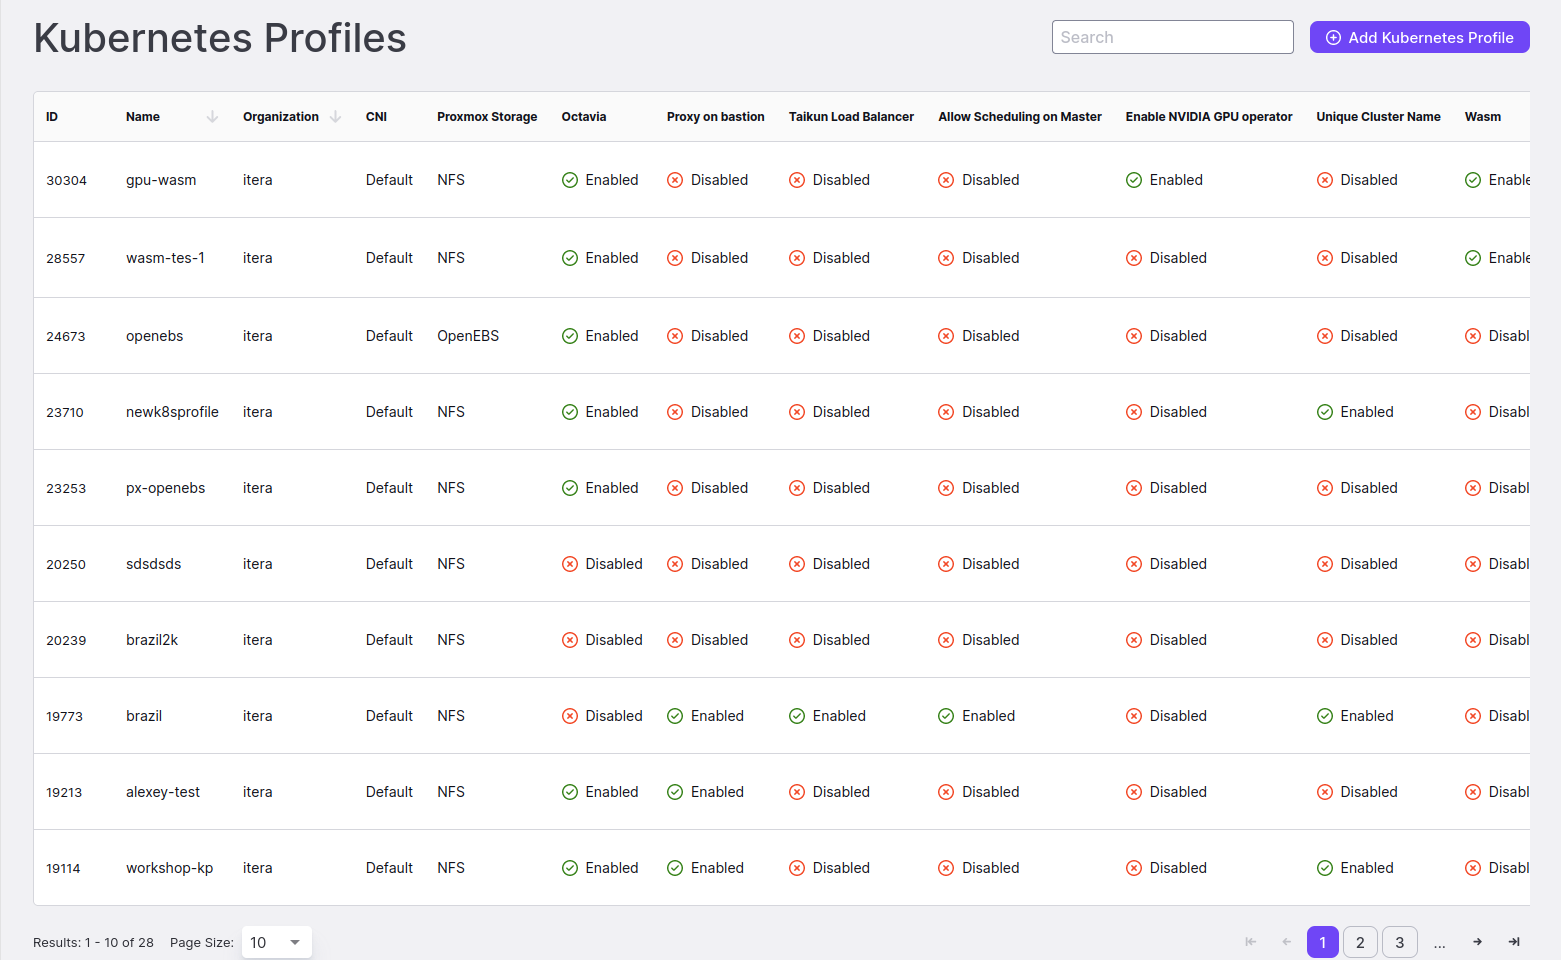 Kubernetes Profiles
Search
Add Kubernetes Profile
ID Name Organization CNI Proxmox Storage Octavia Proxy on bastion Taikun Load Balancer Allow Scheduling on Master Enable NVIDIA GPU operator Unique Cluster Name Wasm
30304 gpu-wasm itera Default NFS Enabled Disabled Disabled Disabled Enabled Disabled Enable
28557 wasm-tes-1 itera Default NFS Enabled Disabled Disabled Disabled Disabled Disabled Enable
24673 openebs itera Default OpenEBS Enabled Disabled Disabled Disabled Disabled Disabled Disabl
23710 newk8sprofile itera Default NFS Enabled Disabled Disabled Disabled Disabled Enabled Disabl
23253 px-openebs itera Default NFS Enabled Disabled Disabled Disabled Disabled Disabled Disabl
20250 sdsdsds itera Default NFS Disabled Disabled Disabled Disabled Disabled Disabled Disabl
20239 brazil2k itera Default NFS Disabled Disabled Disabled Disabled Disabled Disabled Disabl
19773 brazil itera Default NFS Disabled Enabled Enabled Enabled Disabled Enabled Disabl
19213 alexey-test itera Default NFS Enabled Enabled Disabled Disabled Disabled Disabled Disabl
19114 workshop-kp itera Default NFS Enabled Enabled Disabled Disabled Disabled Enabled Disabl
Results: 1 - 10 of 28 Page Size: 10 1 2 3 ...